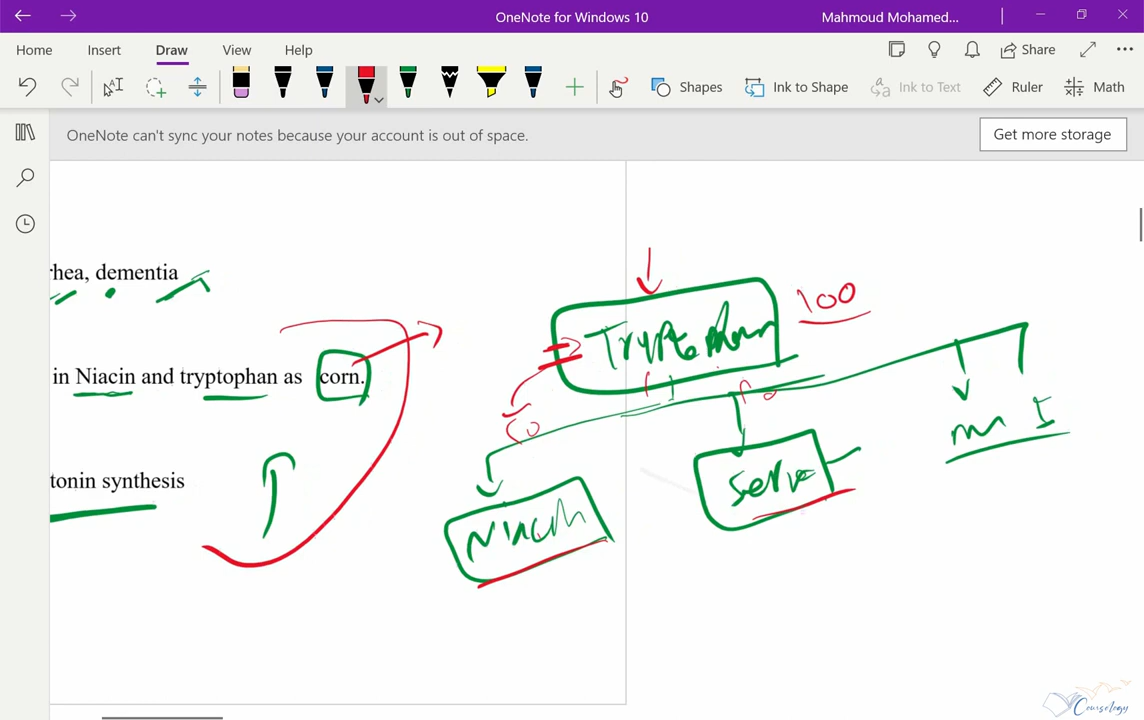 OneNote for Windows 10
Mahmoud Mohamed...
Home Insert Draw View Help
Share
Shapes Ink to Shape Ink to Text Ruler Math
OneNote can't sync your notes because your account is out of space.
Get more storage
rhea, dementia
in Niacin and tryptophan as corn.
tonin synthesis
Tryptophan
100
Niacin
Sero
Courseology